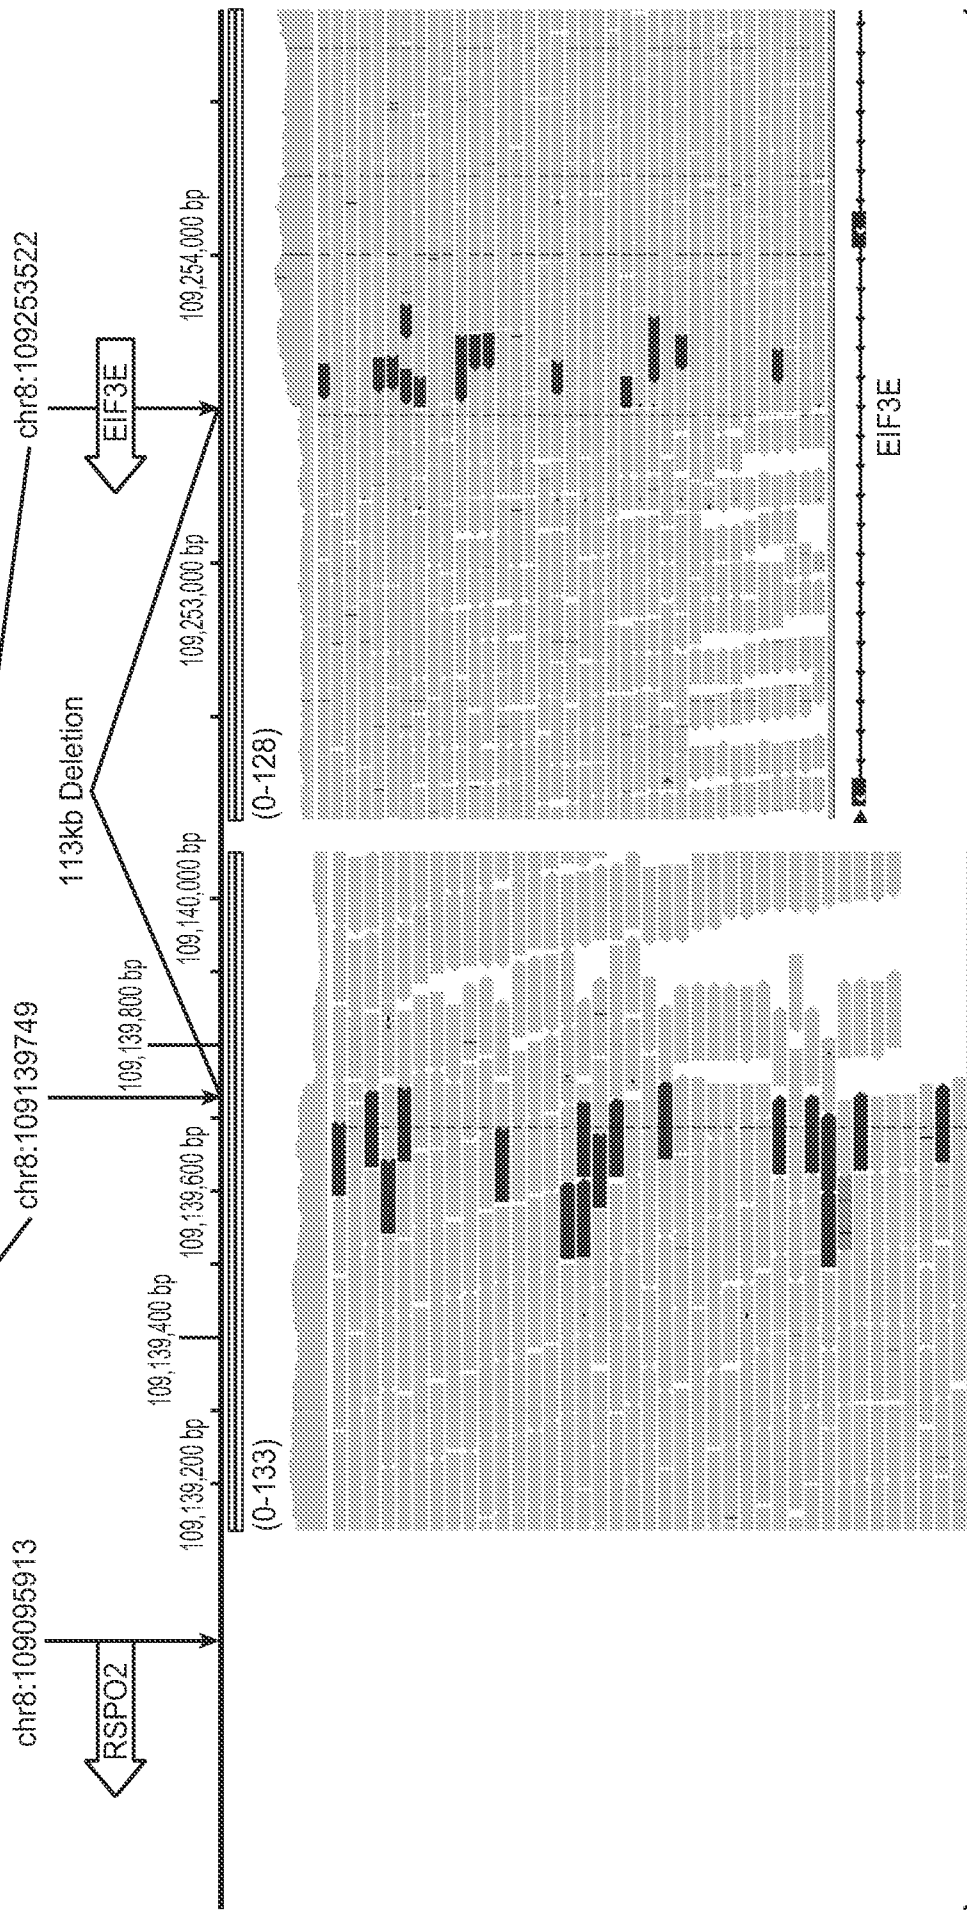 chr8:109095913
chr8:109139749
chr8:109253522
RSPO2
113kb Deletion
EIF3E
109,139,200 bp
109,139,400 bp
109,139,600 bp
109,139,800 bp
109,140,000 bp
109,253,000 bp
109,254,000 bp
(0-133)
(0-128)
EIF3E